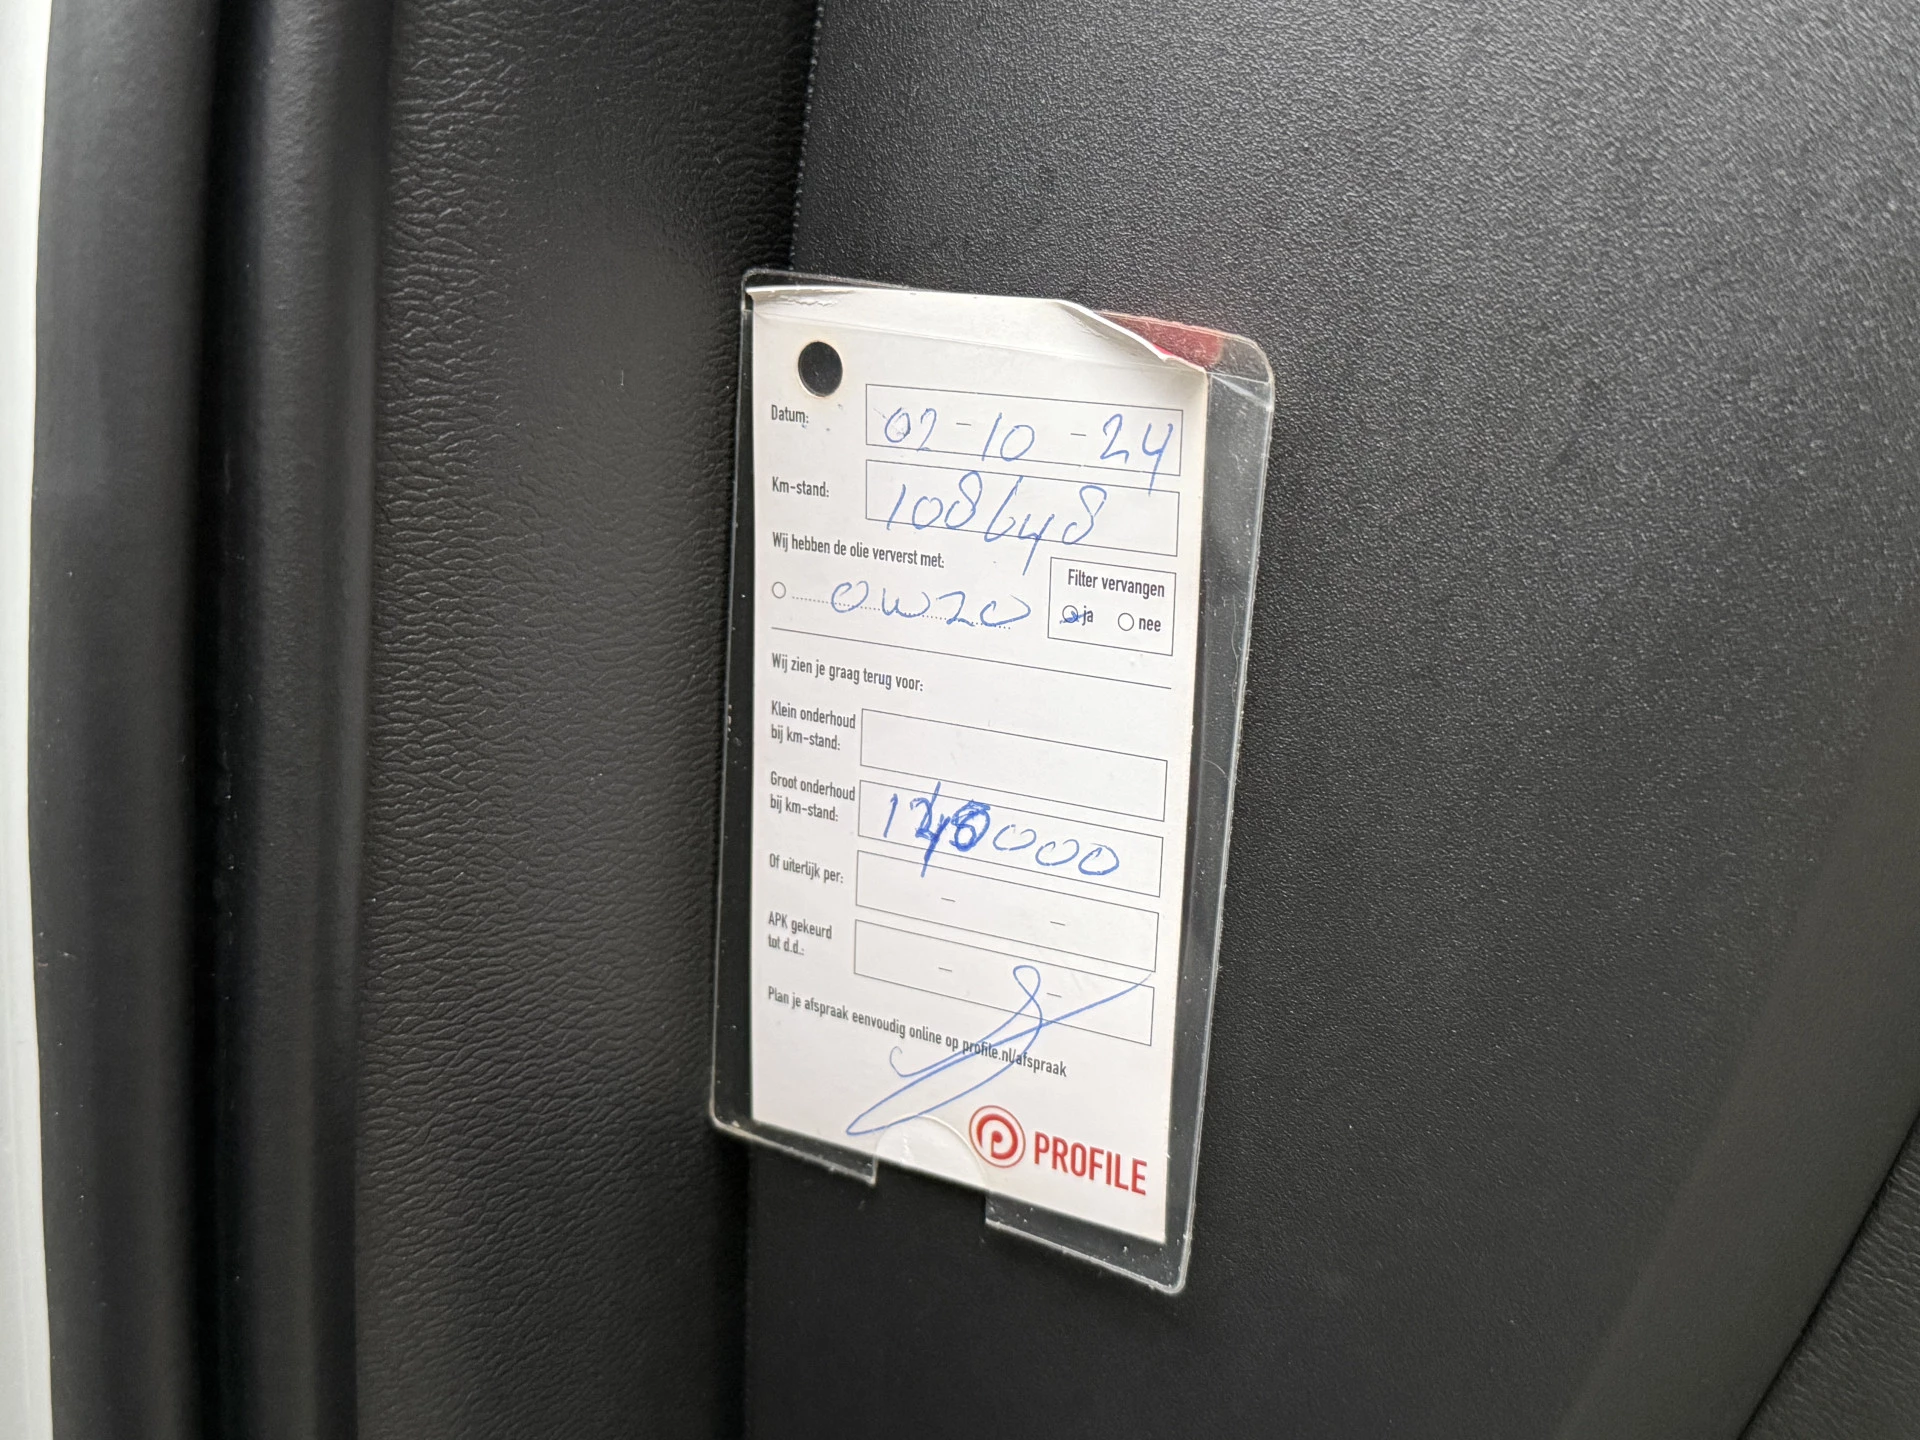 Datum: 02-10-24
Km-stand: 108648
Wij hebben de olie ververst met:
0W20
Filter vervangen
ja nee
Wij zien je graag terug voor:
Klein onderhoud
bij km-stand:
Groot onderhoud
bij km-stand:
Of uiterlijk per: - -
APK gekeurd
tot d.d.: - -
Plan je afspraak eenvoudig online op profile.nl/afspraak
PROFILE